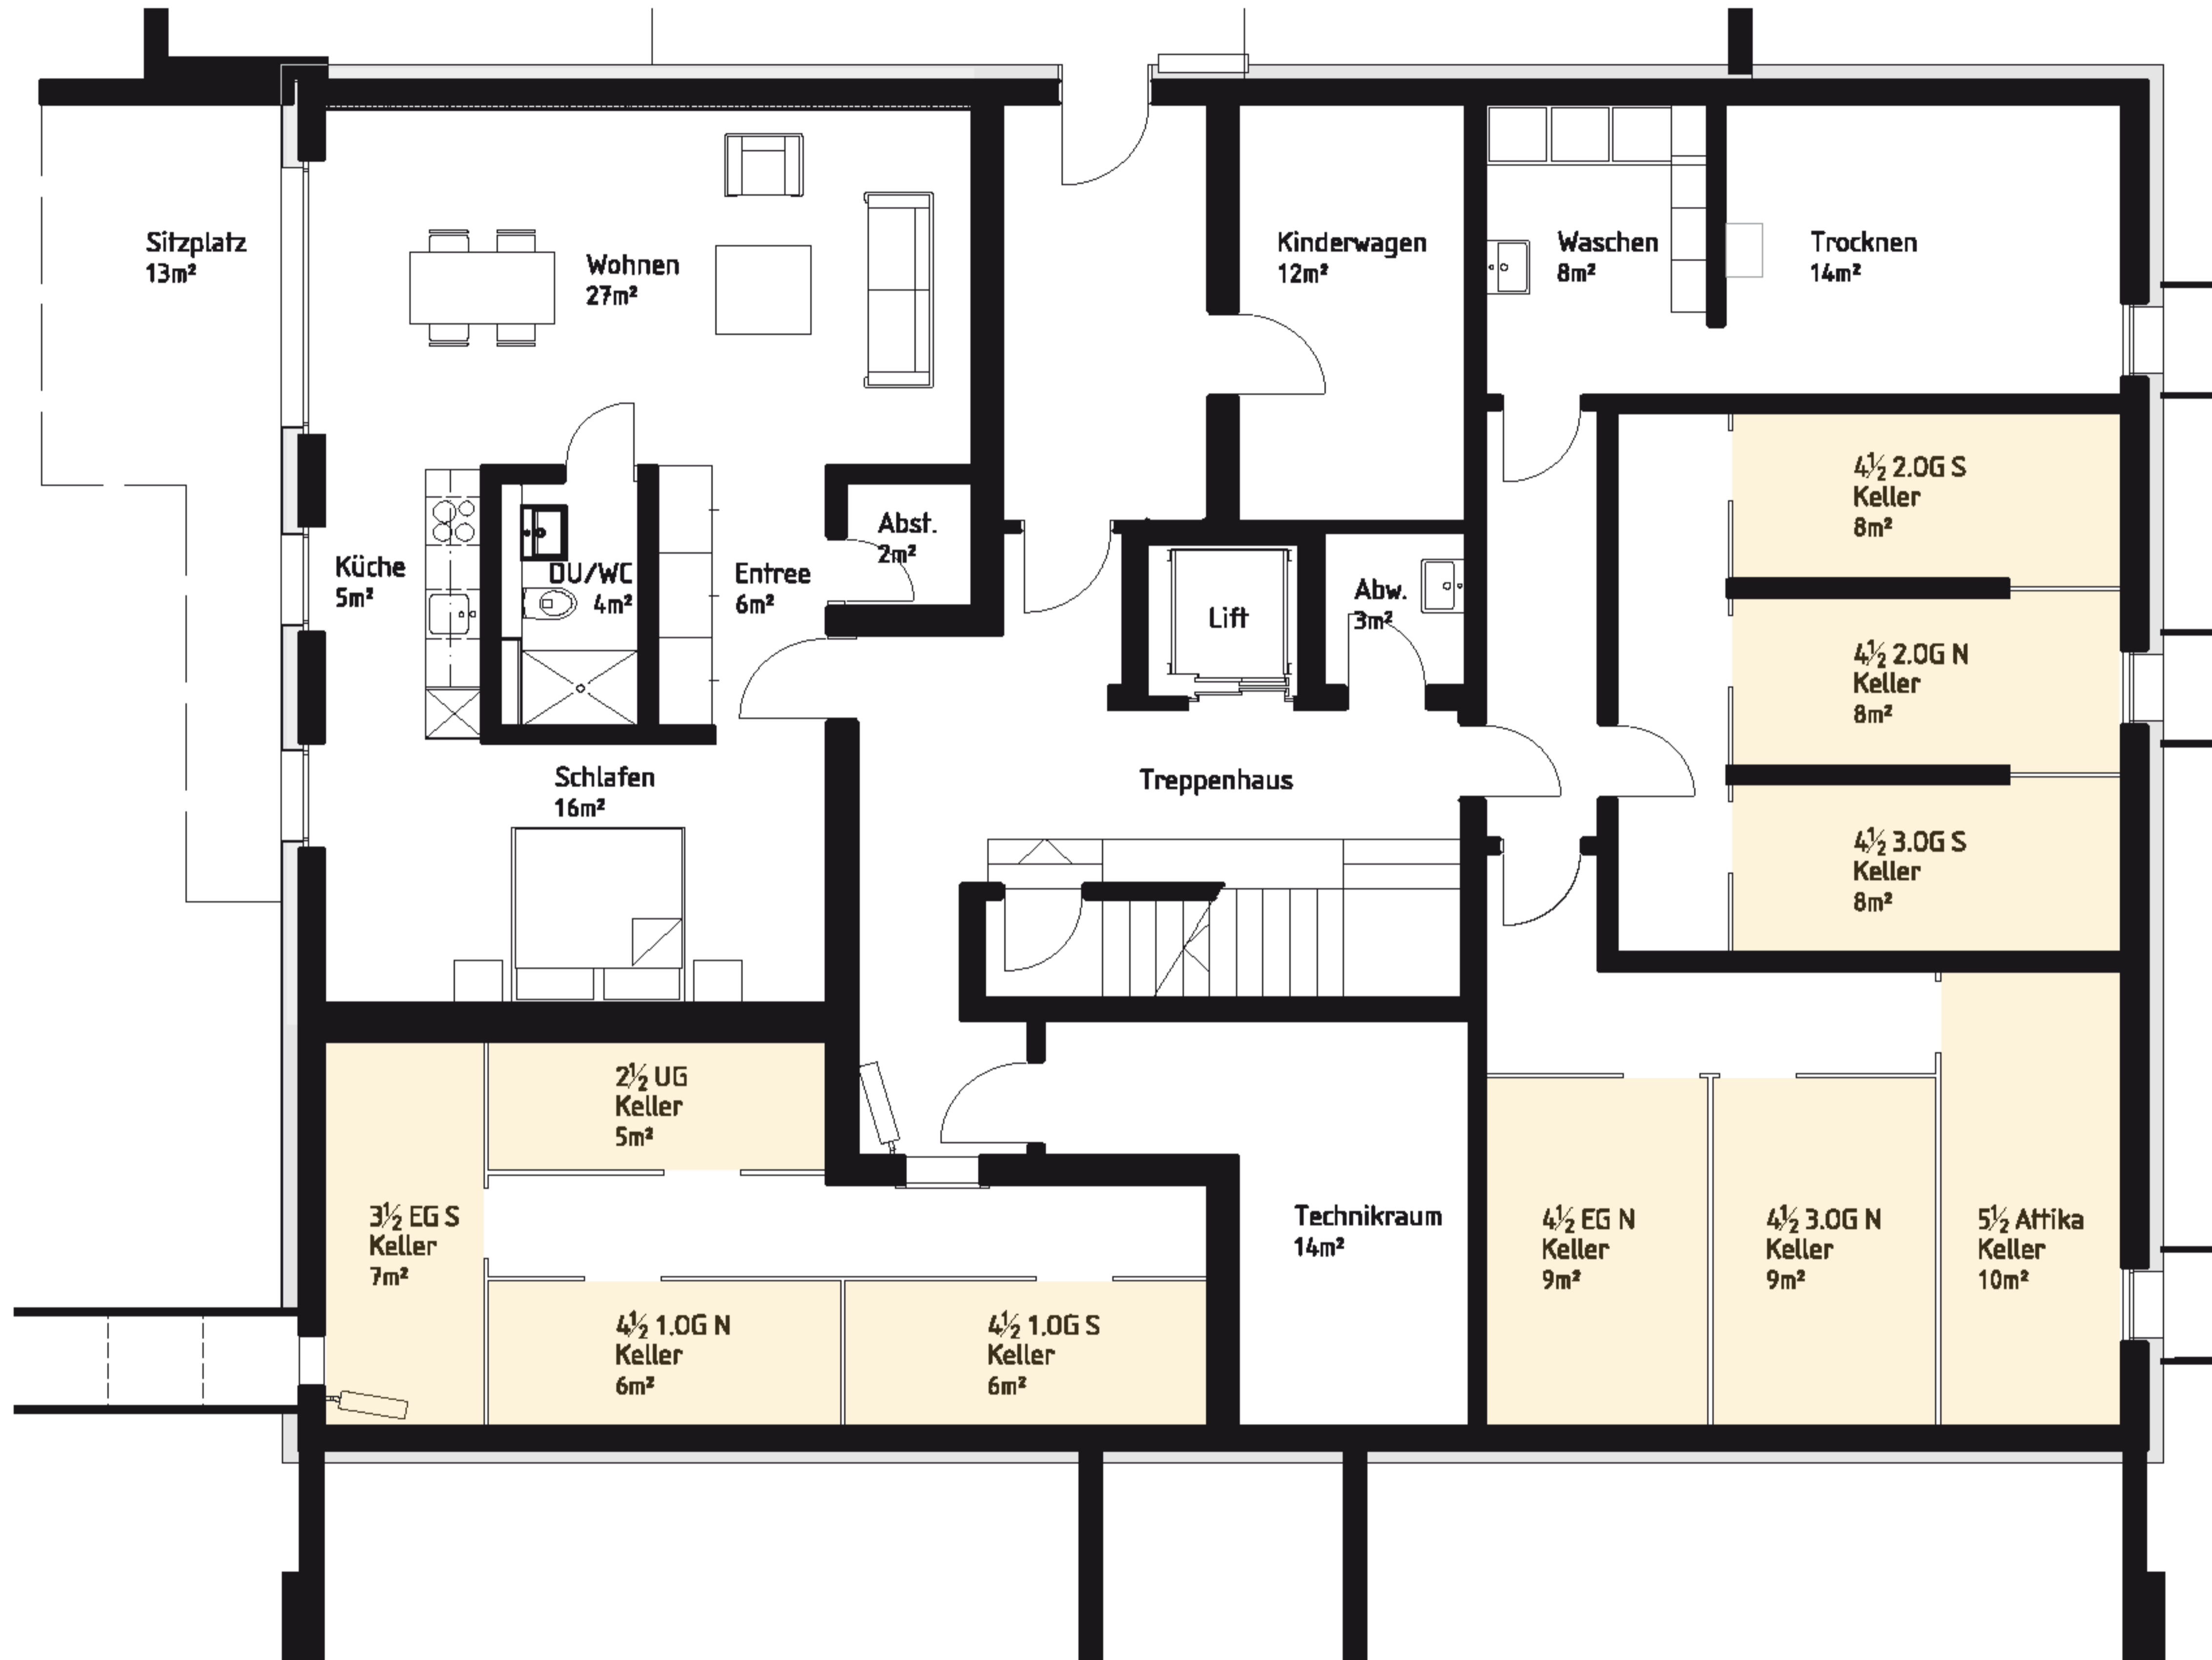 Sitzplatz
13m²
Wohnen
27m²
Kinderwagen
12m²
Waschen
8m²
Trocknen
14m²
Küche
5m²
DU/WC
4m²
Entree
6m²
Abst.
2m²
Lift
Abw.
3m²
4½ 2.OG S
Keller
8m²
4½ 2.OG N
Keller
8m²
4½ 3.OG S
Keller
8m²
Schlafen
16m²
Treppenhaus
2½ UG
Keller
5m²
3½ EG S
Keller
7m²
4½ 1.OG N
Keller
6m²
4½ 1.OG S
Keller
6m²
Technikraum
14m²
4½ EG N
Keller
9m²
4½ 3.OG N
Keller
9m²
5½ Attika
Keller
10m²